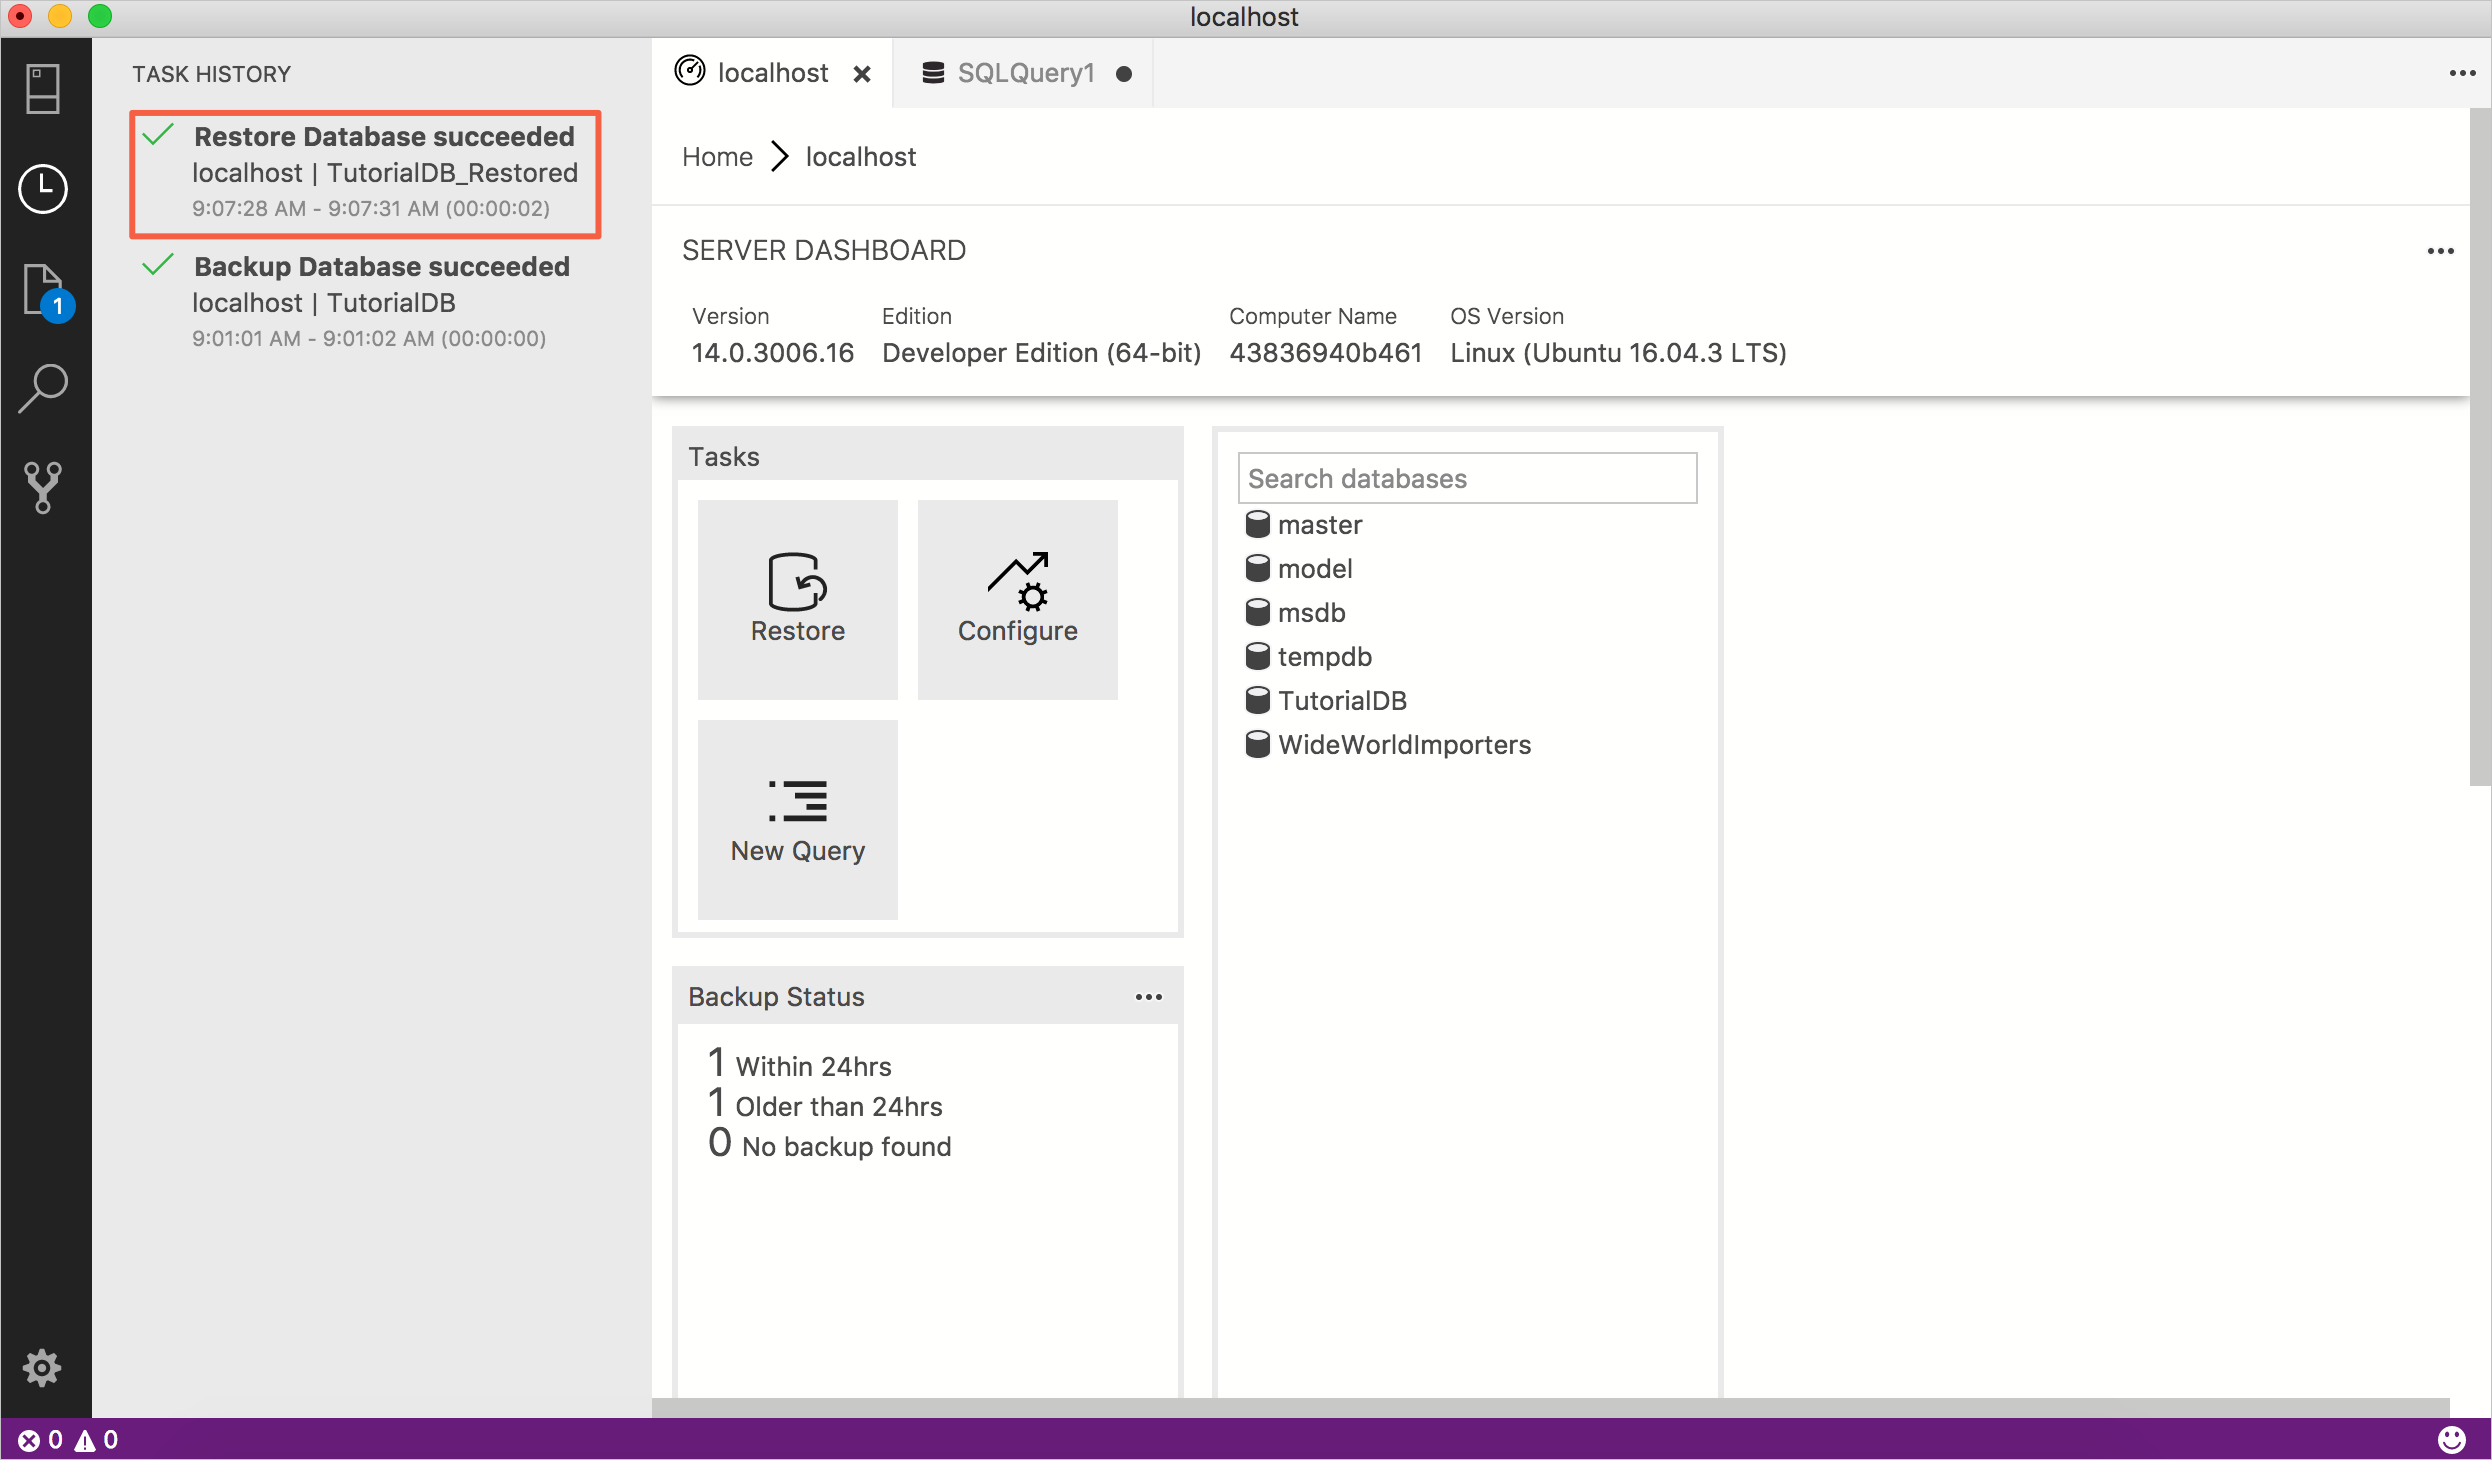 localhost
TASK HISTORY
Restore Database succeeded
localhost | TutorialDB_Restored
9:07:28 AM - 9:07:31 AM (00:00:02)
Backup Database succeeded
localhost | TutorialDB
9:01:01 AM - 9:01:02 AM (00:00:00)
1
localhost
SQLQuery1
Home localhost
SERVER DASHBOARD
Version Edition Computer Name OS Version
14.0.3006.16 Developer Edition (64-bit) 43836940b461 Linux (Ubuntu 16.04.3 LTS)
Tasks
Restore
Configure
New Query
Search databases
master
model
msdb
tempdb
TutorialDB
WideWorldImporters
Backup Status
1 Within 24hrs
1 Older than 24hrs
0 No backup found
0 0